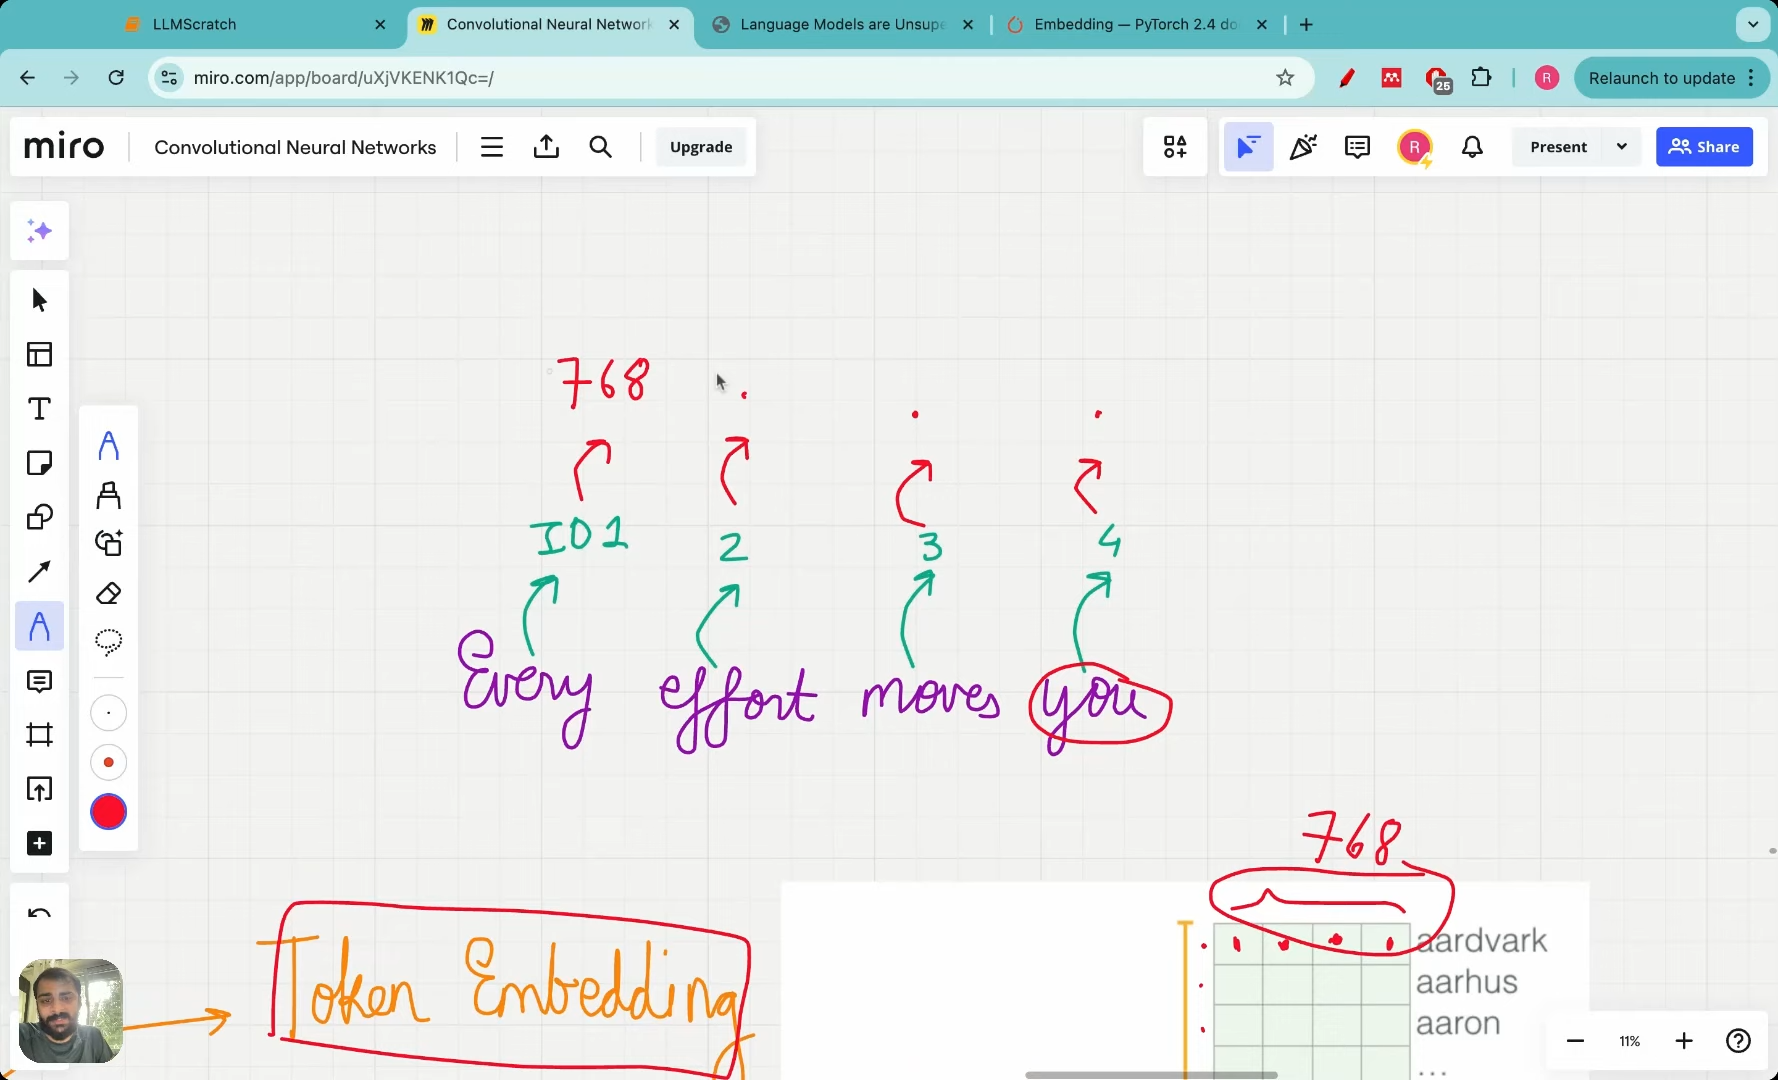 LLMScratch
Convolutional Neural Network
Language Models are Unsupe
Embedding — PyTorch 2.4 do
miro.com/app/board/uXjVKENK1Qc=/
25
R
Relaunch to update
miro
Convolutional Neural Networks
Upgrade
R
Present
Share
768 . . .
ID1 2 3 4
Every effort moves you
768
Token Embedding
aardvark
aarhus
aaron
...
11%